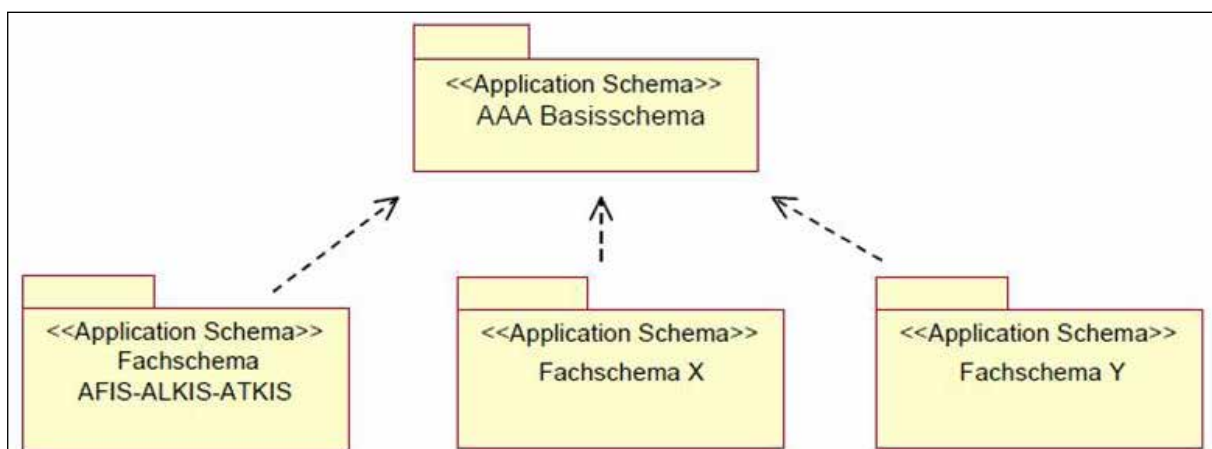 <<Application Schema>>
AAA Basisschema
<<Application Schema>>
Fachschema
AFIS-ALKIS-ATKIS
<<Application Schema>>
Fachschema X
<<Application Schema>>
Fachschema Y